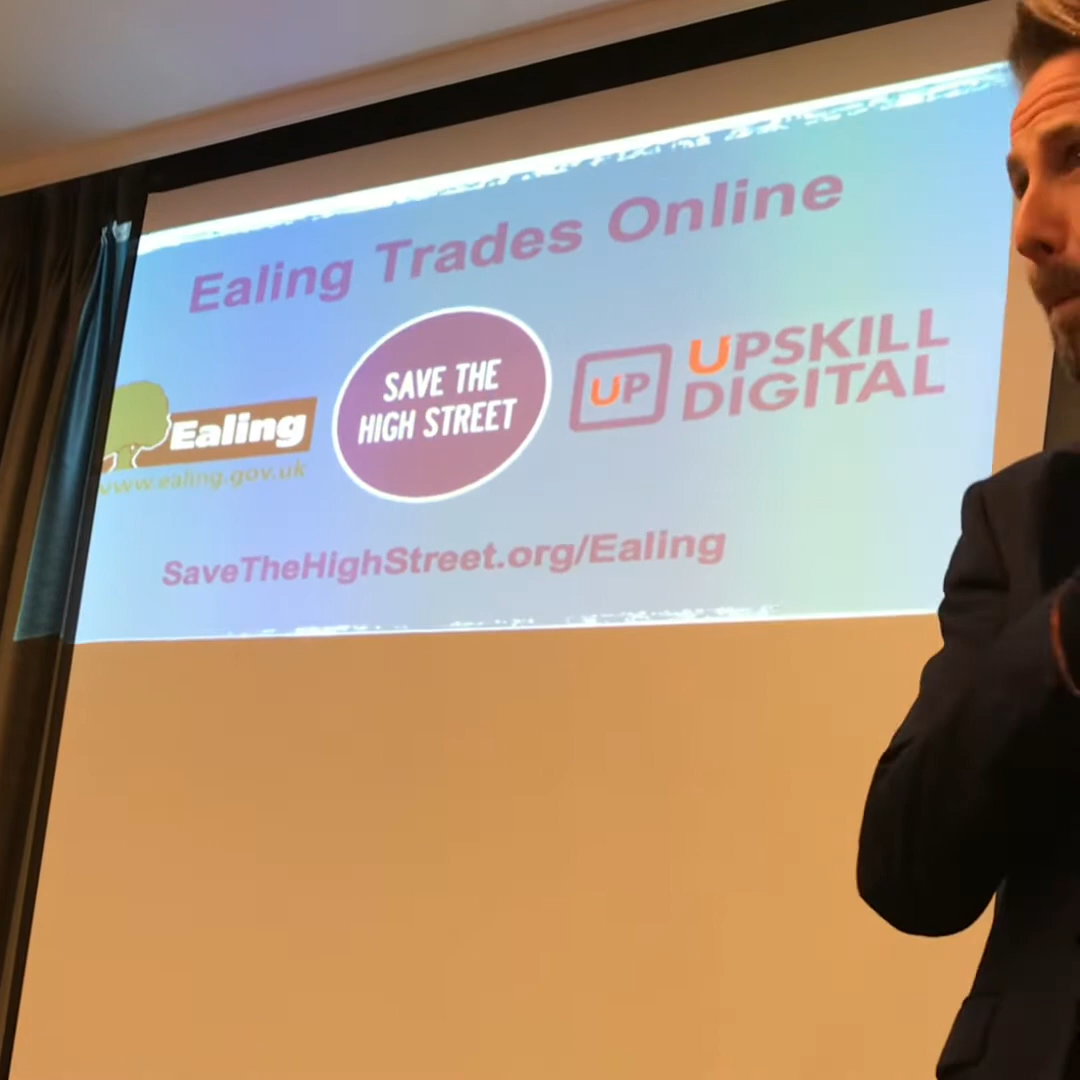 Ealing Trades Online
Ealing
www.ealing.gov.uk
SAVE THE
HIGH STREET
UP
UPSKILL
DIGITAL
SaveTheHighStreet.org/Ealing